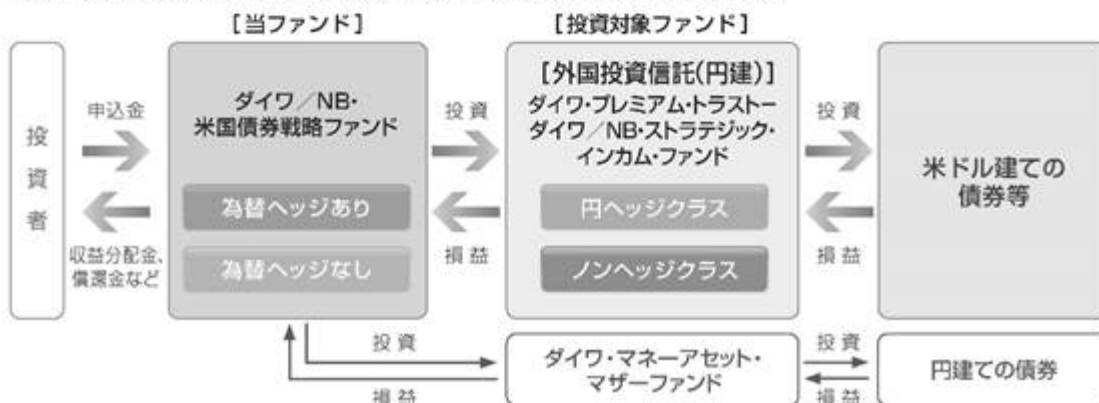 [当ファンド]
[投資対象ファンド]
投資者
申込金
収益分配金、
償還金など
ダイワ/NB・
米国債券戦略ファンド
為替ヘッジあり
為替ヘッジなし
投資
損益
[外国投資信託(円建)]
ダイワ・プレミアム・トラストー
ダイワ/NB・ストラテジック・
インカム・ファンド
円ヘッジクラス
ノンヘッジクラス
投資
損益
米ドル建ての
債券等
投資
損益
ダイワ・マネーアセット・
マザーファンド
投資
損益
円建ての債券